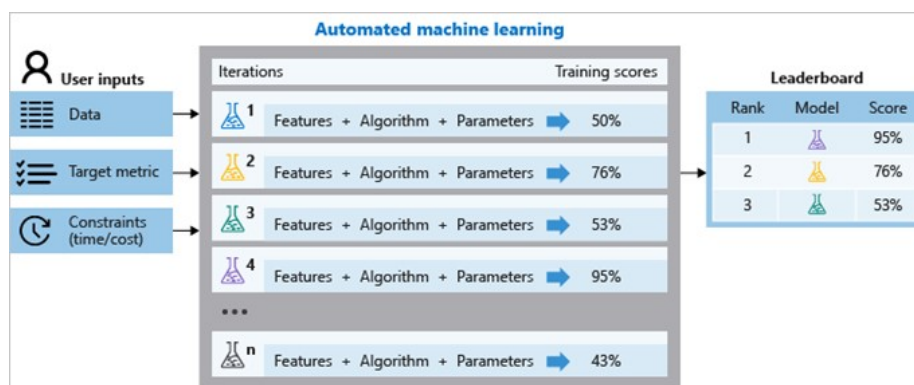 Automated machine learning
User inputs
Data
Target metric
Constraints
(time/cost)
Iterations Training scores
1 Features + Algorithm + Parameters 50%
2 Features + Algorithm + Parameters 76%
3 Features + Algorithm + Parameters 53%
4 Features + Algorithm + Parameters 95%
•••
n Features + Algorithm + Parameters 43%
Leaderboard
Rank Model Score
1 95%
2 76%
3 53%